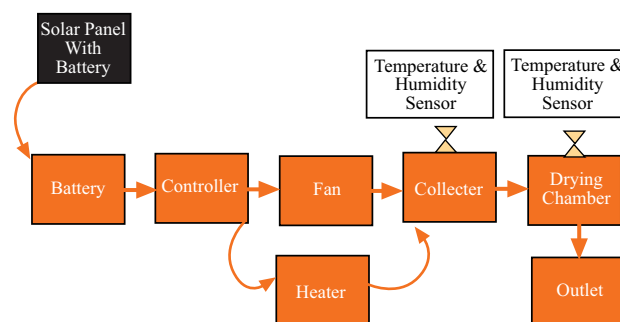 Solar Panel
With
Battery
Temperature &
Humidity
Sensor
Temperature &
Humidity
Sensor
Battery
Controller
Fan
Collecter
Drying
Chamber
Heater
Outlet